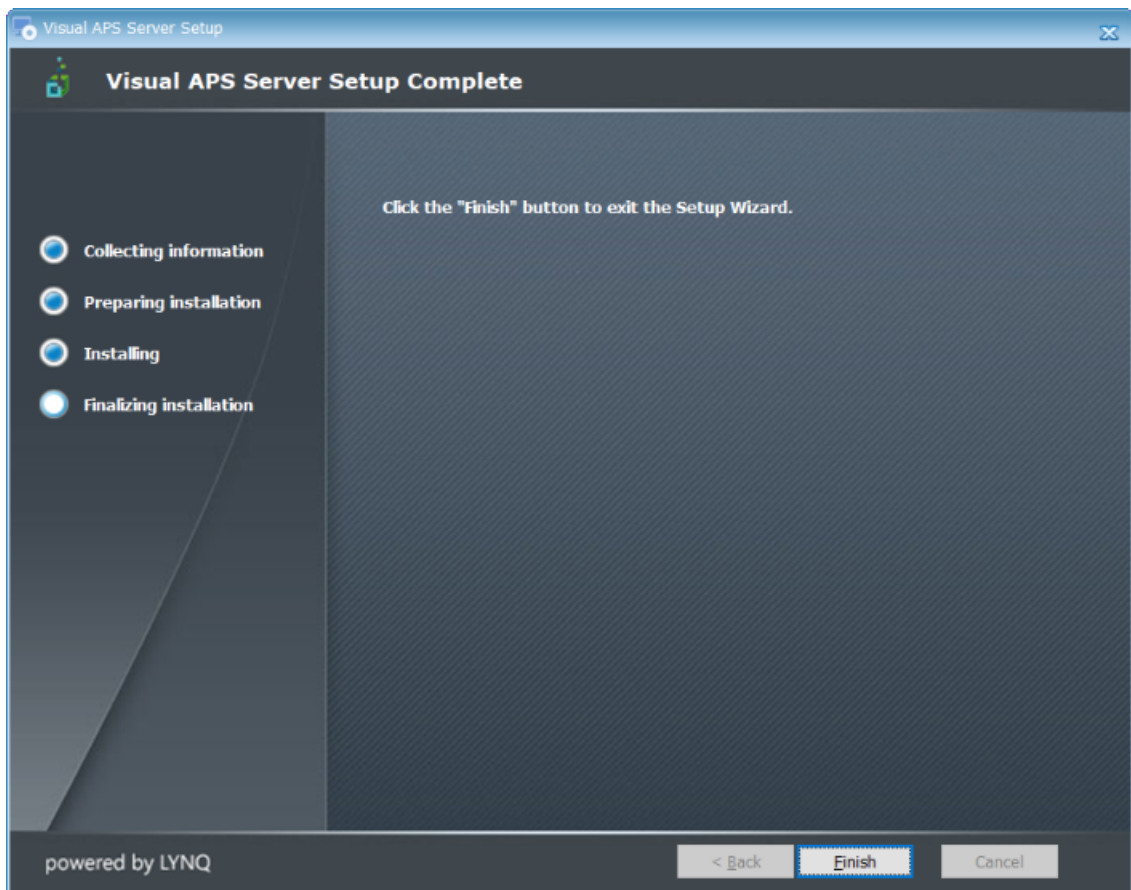 Visual APS Server Setup
Visual APS Server Setup Complete
Click the "Finish" button to exit the Setup Wizard.
Collecting information
Preparing installation
Installing
Finalizing installation
powered by LYNQ
< Back
Finish
Cancel